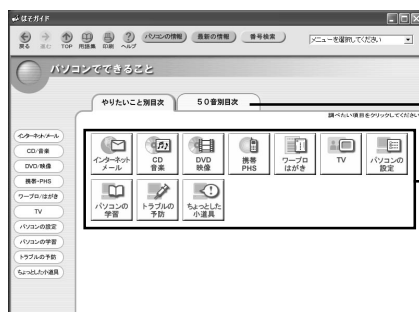 ぱそガイド
戻る 進む TOP 用語集 印刷 ヘルプ パソコンの情報 最新の情報 番号検索 メニューを選択してください
パソコンでできること
やりたいこと別目次 50音別目次
調べたい項目をクリックしてください
インターネット/メール
CD/音楽
DVD/映像
携帯・PHS
ワープロ/はがき
TV
パソコンの設定
パソコンの学習
トラブルの予防
ちょっとした小道具
インターネット メール
CD 音楽
DVD 映像
携帯 PHS
ワープロ はがき
TV
パソコンの 設定
パソコンの 学習
トラブルの 予防
ちょっとした 小道具